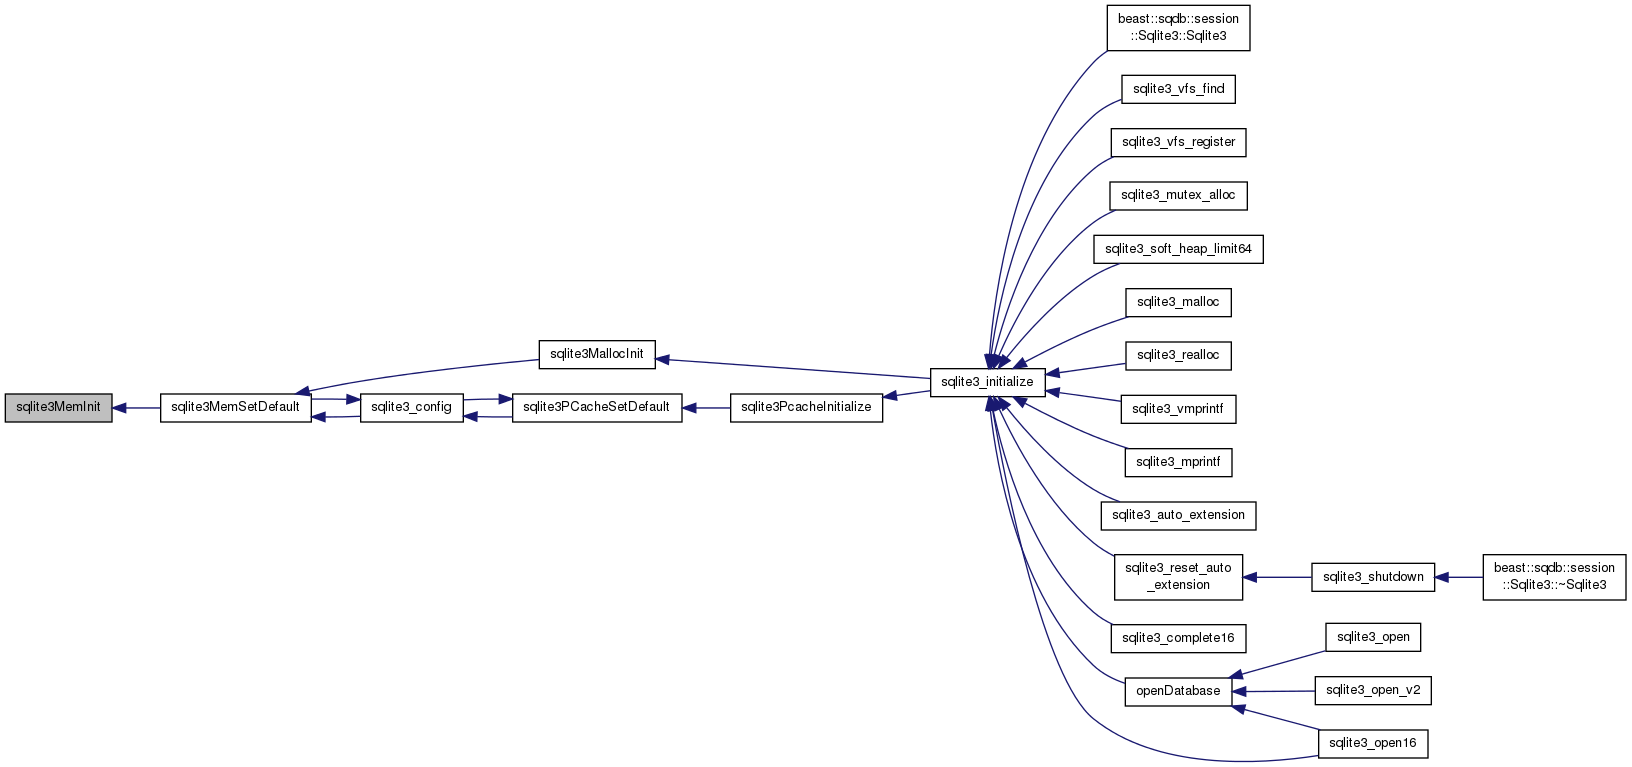 beast::sqdb::session
::Sqlite3::Sqlite3
sqlite3_vfs_find
sqlite3_vfs_register
sqlite3_mutex_alloc
sqlite3_soft_heap_limit64
sqlite3_malloc
sqlite3MallocInit
sqlite3_realloc
sqlite3_initialize
sqlite3MemInit
sqlite3MemSetDefault
sqlite3_config
sqlite3PCacheSetDefault
sqlite3PcacheInitialize
sqlite3_vmprintf
sqlite3_mprintf
sqlite3_auto_extension
sqlite3_reset_auto
_extension
sqlite3_shutdown
beast::sqdb::session
::Sqlite3::~Sqlite3
sqlite3_complete16
sqlite3_open
openDatabase
sqlite3_open_v2
sqlite3_open16